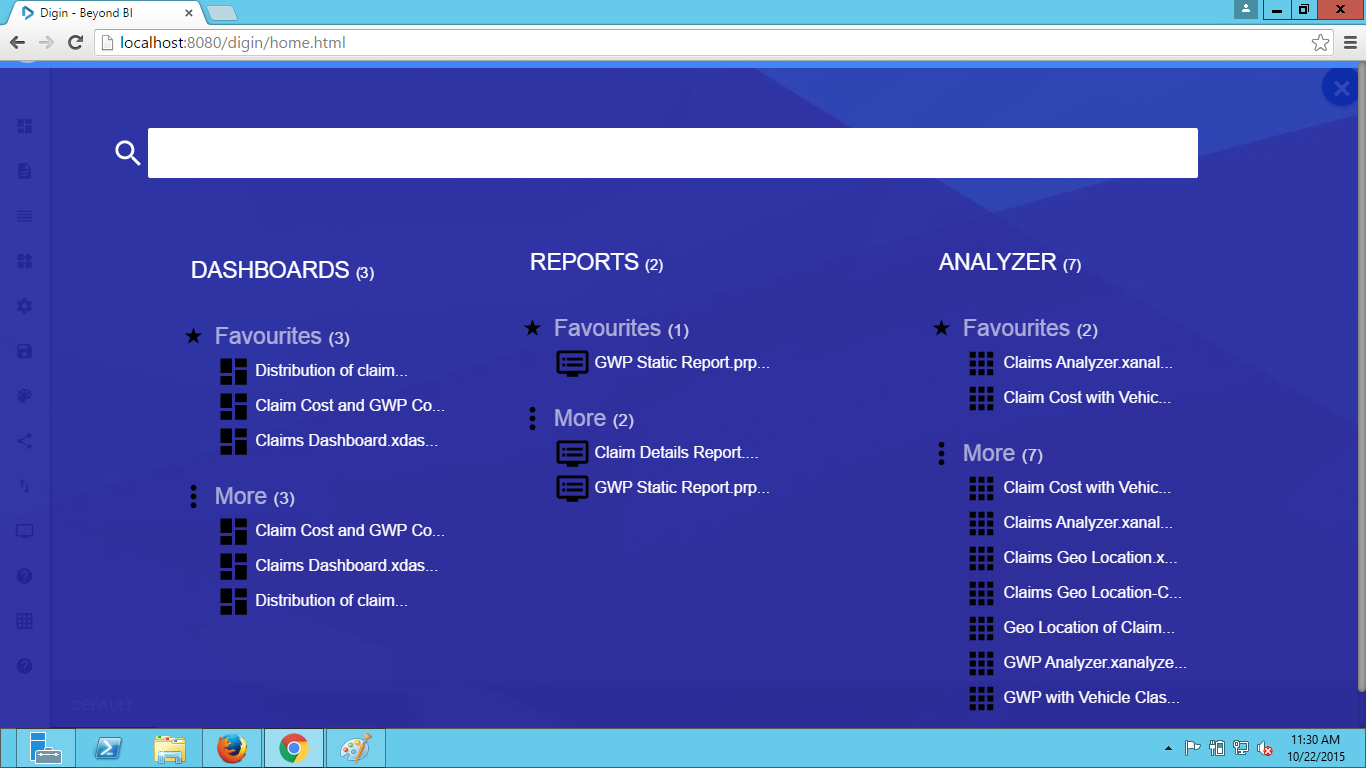 Digin - Beyond BI
localhost:8080/digin/home.html
DASHBOARDS (3)
Favourites (3)
Distribution of claim...
Claim Cost and GWP Co...
Claims Dashboard.xdas...
More (3)
Claim Cost and GWP Co...
Claims Dashboard.xdas...
Distribution of claim...
REPORTS (2)
Favourites (1)
GWP Static Report.prp...
More (2)
Claim Details Report....
GWP Static Report.prp...
ANALYZER (7)
Favourites (2)
Claims Analyzer.xanal...
Claim Cost with Vehic...
More (7)
Claim Cost with Vehic...
Claims Analyzer.xanal...
Claims Geo Location.x...
Claims Geo Location-C...
Geo Location of Claim...
GWP Analyzer.xanalyze...
GWP with Vehicle Clas...
DEFAULT
11:30 AM
10/22/2015